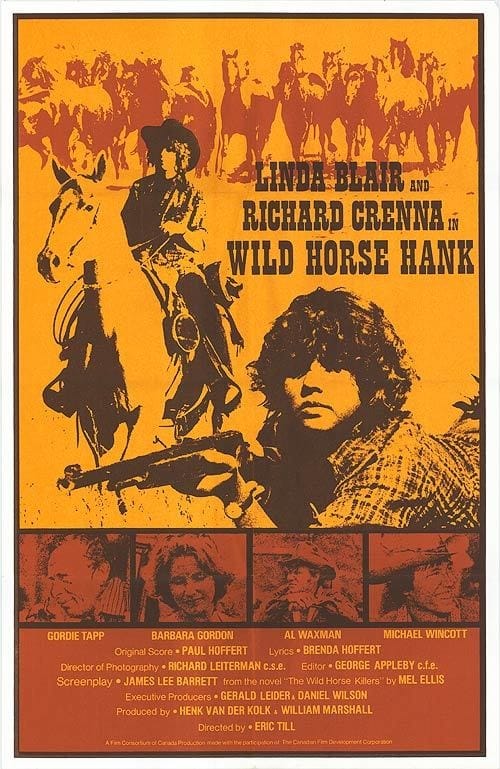 LINDA BLAIR AND
RICHARD CRENNA IN
WILD HORSE HANK
GORDIE TAPP BARBARA GORDON AL WAXMAN MICHAEL WINCOTT
Original Score • PAUL HOFFERT Lyrics • BRENDA HOFFERT
Director of Photography • RICHARD LEITERMAN c.s.c. Editor • GEORGE APPLEBY c.f.e.
Screenplay • JAMES LEE BARRETT from the novel "The Wild Horse Killers" by MEL ELLIS
Executive Producers • GERALD LEIDER & DANIEL WILSON
Produced by • HENK VAN DER KOLK & WILLIAM MARSHALL
Directed by • ERIC TILL
A Film Consortium of Canada Production made with the participation of The Canadian Film Development Corporation